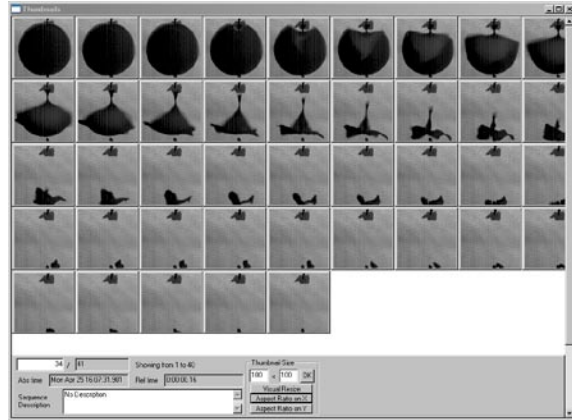 Thumbnails
34 / 41
Showing from 1 to 40
Abs time Mon Apr 25 16:07:31.981
Rel time 0:00:00.16
Sequence Description
No Description
Thumbnail Size
100 x 100 OK
Visual Resize
Aspect Ratio on X
Aspect Ratio on Y